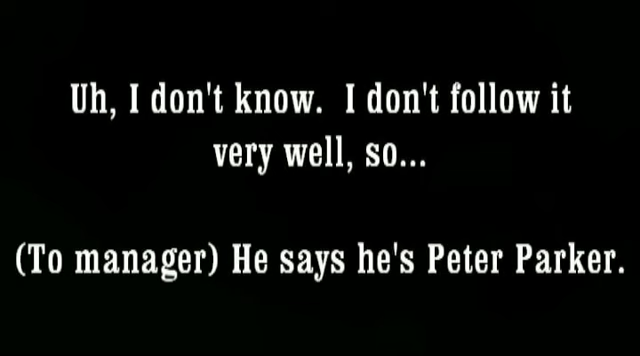 Uh, I don't know.  I don't follow it
very well, so...
(To manager) He says he's Peter Parker.